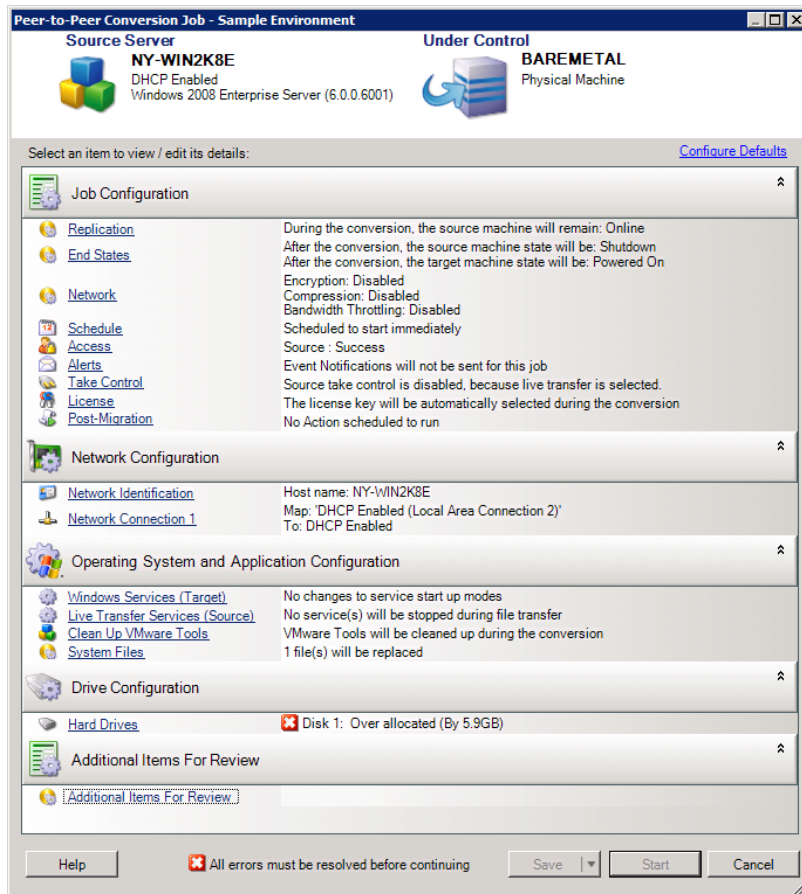 Peer-to-Peer Conversion Job - Sample Environment
Source Server
NY-WIN2K8E
DHCP Enabled
Windows 2008 Enterprise Server (6.0.0.6001)
Under Control
BAREMETAL
Physical Machine
Select an item to view / edit its details:
Configure Defaults
Job Configuration
Replication During the conversion, the source machine will remain: Online
End States After the conversion, the source machine state will be: Shutdown
After the conversion, the target machine state will be: Powered On
Network Encryption: Disabled
Compression: Disabled
Bandwidth Throttling: Disabled
12
Schedule Scheduled to start immediately
Access Source : Success
Alerts Event Notifications will not be sent for this job
Take Control Source take control is disabled, because live transfer is selected.
License The license key will be automatically selected during the conversion
Post-Migration No Action scheduled to run
Network Configuration
Network Identification Host name: NY-WIN2K8E
Network Connection 1 Map: 'DHCP Enabled (Local Area Connection 2)'
To: DHCP Enabled
Operating System and Application Configuration
Windows Services (Target) No changes to service start up modes
Live Transfer Services (Source) No service(s) will be stopped during file transfer
Clean Up VMware Tools VMware Tools will be cleaned up during the conversion
System Files 1 file(s) will be replaced
Drive Configuration
Hard Drives Disk 1: Over allocated (By 5.9GB)
Additional Items For Review
Additional Items For Review
Help
All errors must be resolved before continuing
Save
Start
Cancel